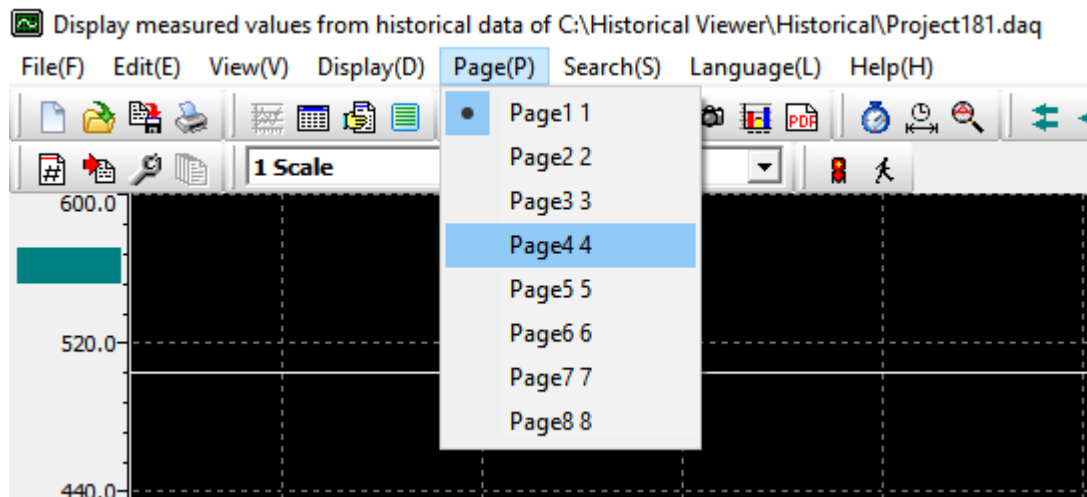 Display measured values from historical data of C:\Historical Viewer\Historical\Project181.daq
File(F) Edit(E) View(V) Display(D) Page(P) Search(S) Language(L) Help(H)
Page1 1
PDF
Page2 2
#
1 Scale
Page3 3
600.0
Page4 4
Page5 5
520.0
Page6 6
Page7 7
Page8 8
440.0